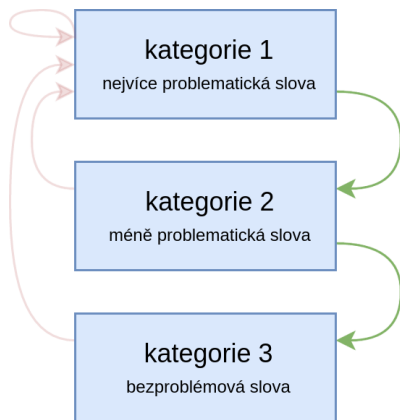 kategorie 1
nejvíce problematická slova
kategorie 2
méně problematická slova
kategorie 3
bezproblémová slova